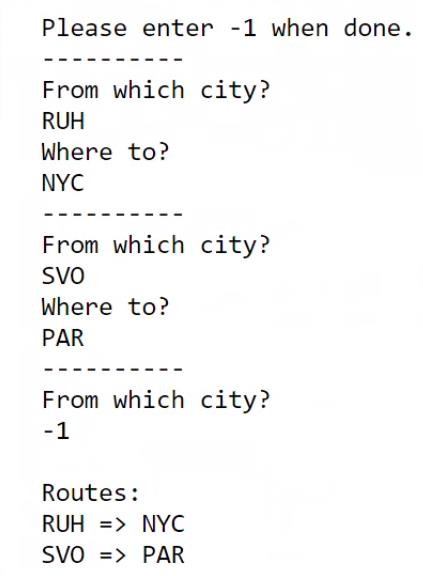 Please enter -1 when done.
----------
From which city?
RUH
Where to?
NYC
----------
From which city?
SVO
Where to?
PAR
----------
From which city?
-1
Routes:
RUH => NYC
SVO => PAR